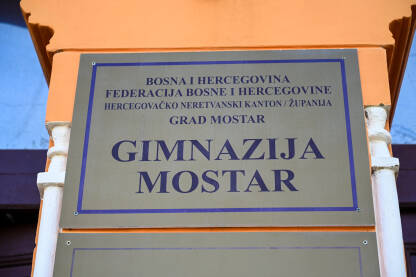 BOSNA I HERCEGOVINA
FEDERACIJA BOSNE I HERCEGOVINE
HERCEGOVAČKO NERETVANSKI KANTON / ŽUPANIJA
GRAD MOSTAR
GIMNAZIJA
MOSTAR